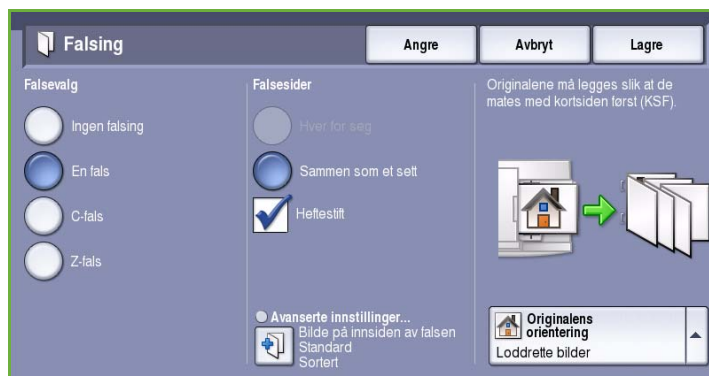 Falsing
Angre
Avbryt
Lagre
Falsevalg
Ingen falsing
En fals
C-fals
Z-fals
Falsesider
Hver for seg
Sammen som et sett
Heftestift
Avanserte innstillinger...
Bilde på innsiden av falsen
Standard
Sortert
Originalene må legges slik at de
mates med kortsiden først (KSF).
Originalens
orientering
Loddrette bilder